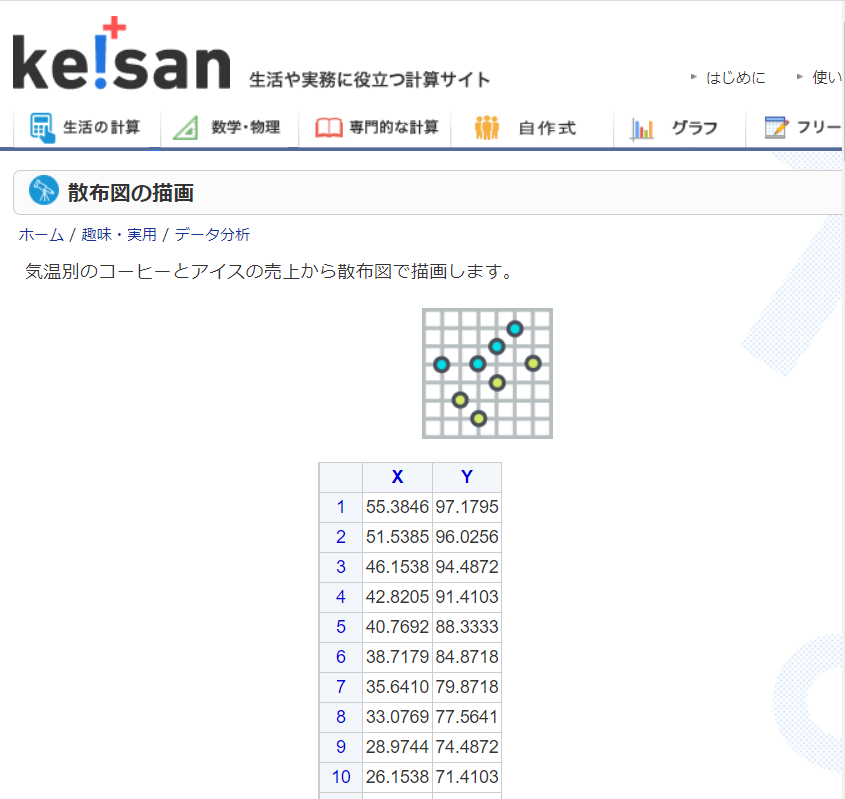 ke!san 生活や実務に役立つ計算サイト
はじめに 使い
生活の計算 数学・物理 専門的な計算 自作式 グラフ フリー
散布図の描画
ホーム / 趣味・実用 / データ分析
気温別のコーヒーとアイスの売上から散布図で描画します。
X Y
1 55.3846 97.1795
2 51.5385 96.0256
3 46.1538 94.4872
4 42.8205 91.4103
5 40.7692 88.3333
6 38.7179 84.8718
7 35.6410 79.8718
8 33.0769 77.5641
9 28.9744 74.4872
10 26.1538 71.4103